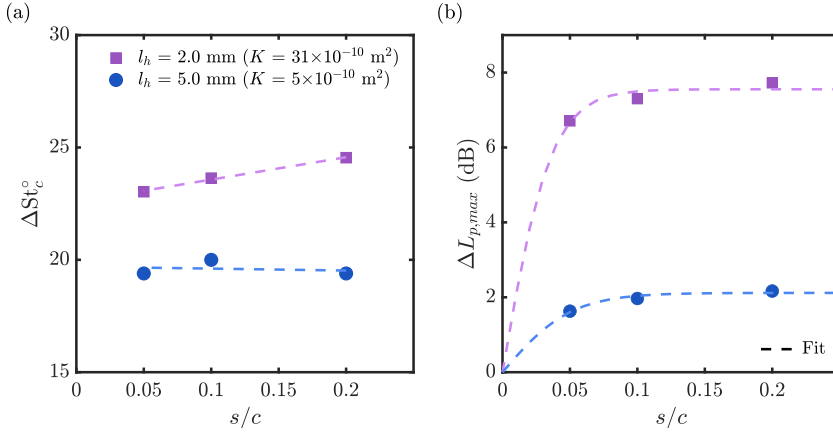 (a)
30
25
20
15
ΔSt°c
l_h = 2.0 mm (K = 31×10⁻¹⁰ m²)
l_h = 5.0 mm (K = 5×10⁻¹⁰ m²)
0 0.05 0.1 0.15 0.2
s/c
(b)
8
6
4
2
0
ΔL_{p,max} (dB)
Fit
0 0.05 0.1 0.15 0.2
s/c